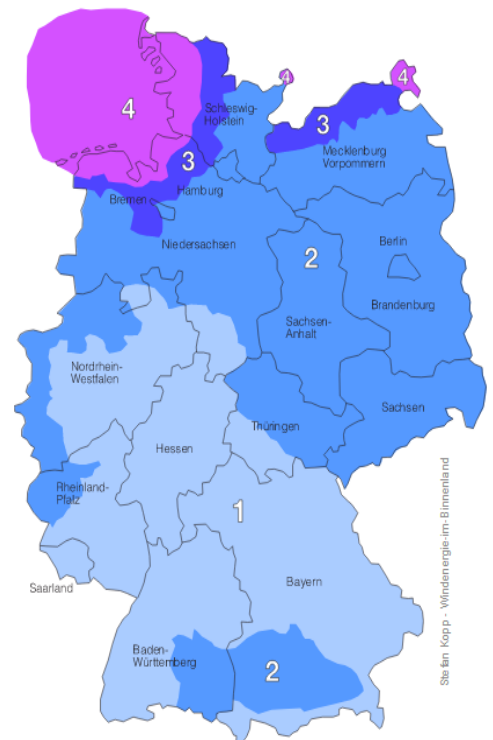 4
4
4
Schleswig-
Holstein
3
Mecklenburg
Vorpommern
3
Hamburg
Bremen
Niedersachsen
Berlin
2
Brandenburg
Sachsen-
Anhalt
Nordrhein-
Westfalen
Sachsen
Thüringen
Hessen
Rheinland-
Pfalz
1
Saarland
Bayern
Baden-
Württemberg
2
Stefan Kopp - Windenergie-im-Binnenland